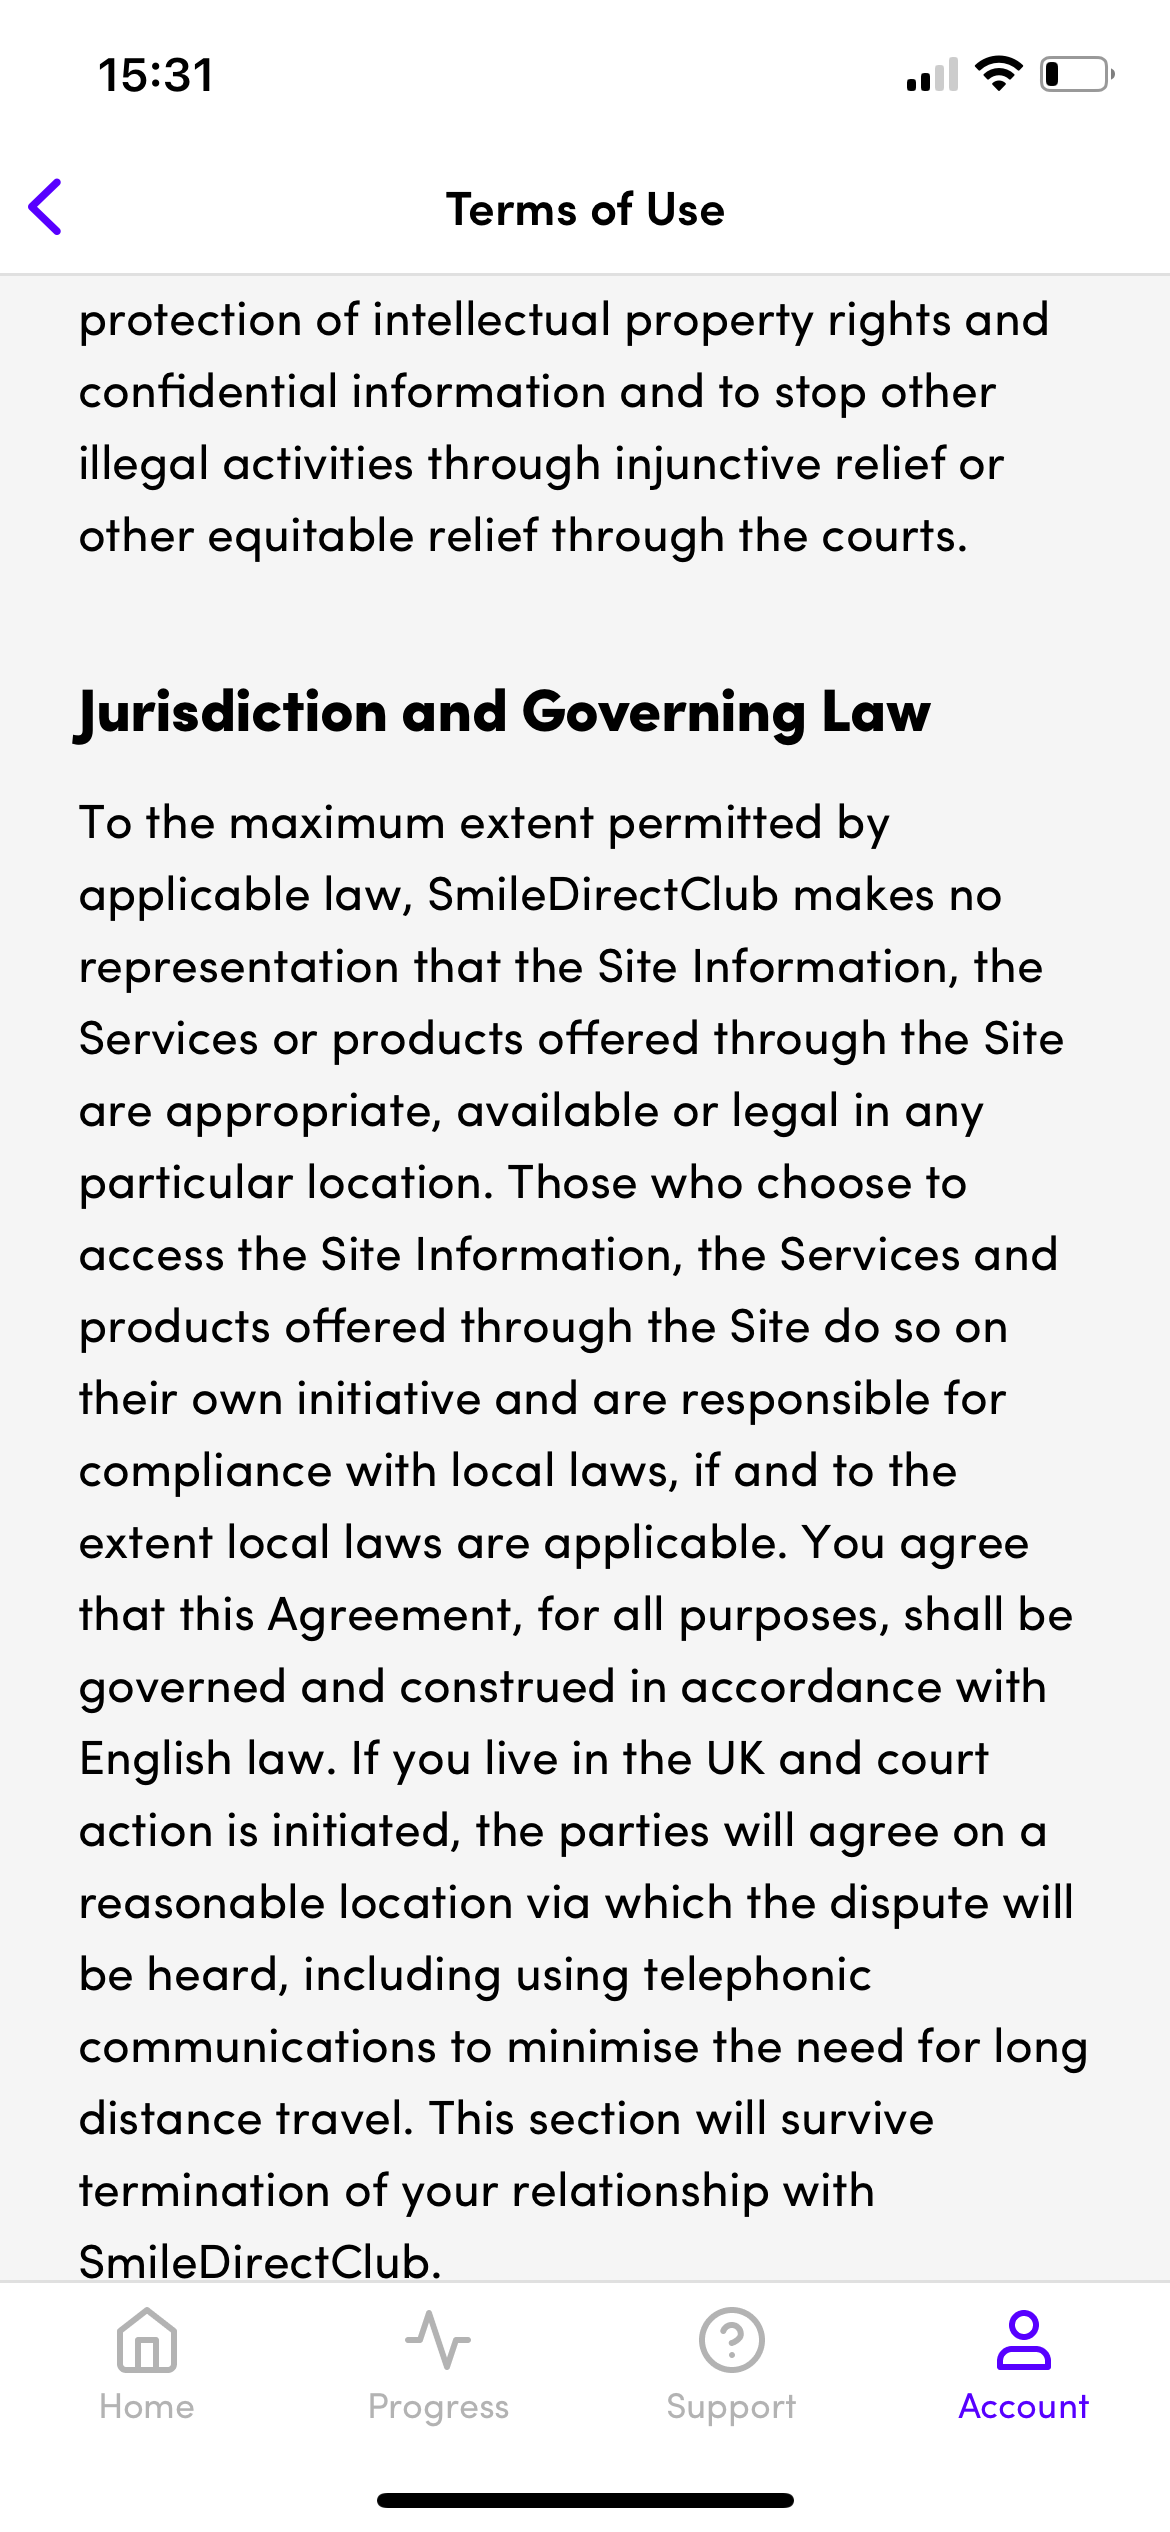 15:31
Terms of Use
protection of intellectual property rights and
confidential information and to stop other
illegal activities through injunctive relief or
other equitable relief through the courts.
Jurisdiction and Governing Law
To the maximum extent permitted by
applicable law, SmileDirectClub makes no
representation that the Site Information, the
Services or products offered through the Site
are appropriate, available or legal in any
particular location. Those who choose to
access the Site Information, the Services and
products offered through the Site do so on
their own initiative and are responsible for
compliance with local laws, if and to the
extent local laws are applicable. You agree
that this Agreement, for all purposes, shall be
governed and construed in accordance with
English law. If you live in the UK and court
action is initiated, the parties will agree on a
reasonable location via which the dispute will
be heard, including using telephonic
communications to minimise the need for long
distance travel. This section will survive
termination of your relationship with
SmileDirectClub.
Home
Progress
Support
Account